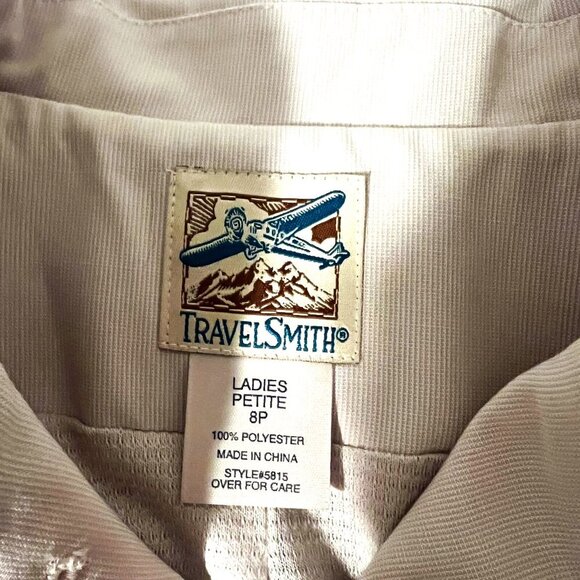 TRAVELSMITH®
LADIES
PETITE
8P
100% POLYESTER
MADE IN CHINA
STYLE#5815
OVER FOR CARE